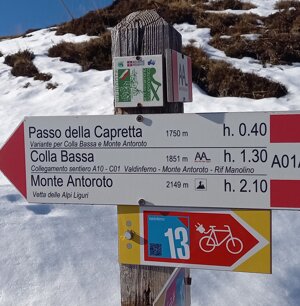 Passo della Capretta 1750 m h. 0.40
Variante per Colla Bassa e Monte Antoroto
Colla Bassa 1851 m h. 1.30 A01A
Collegamento sentiero A10 - C01 Valdinferno - Monte Antoroto - Rif Manolino
Monte Antoroto 2149 m h. 2.10
Vetta delle Alpi Liguri
13